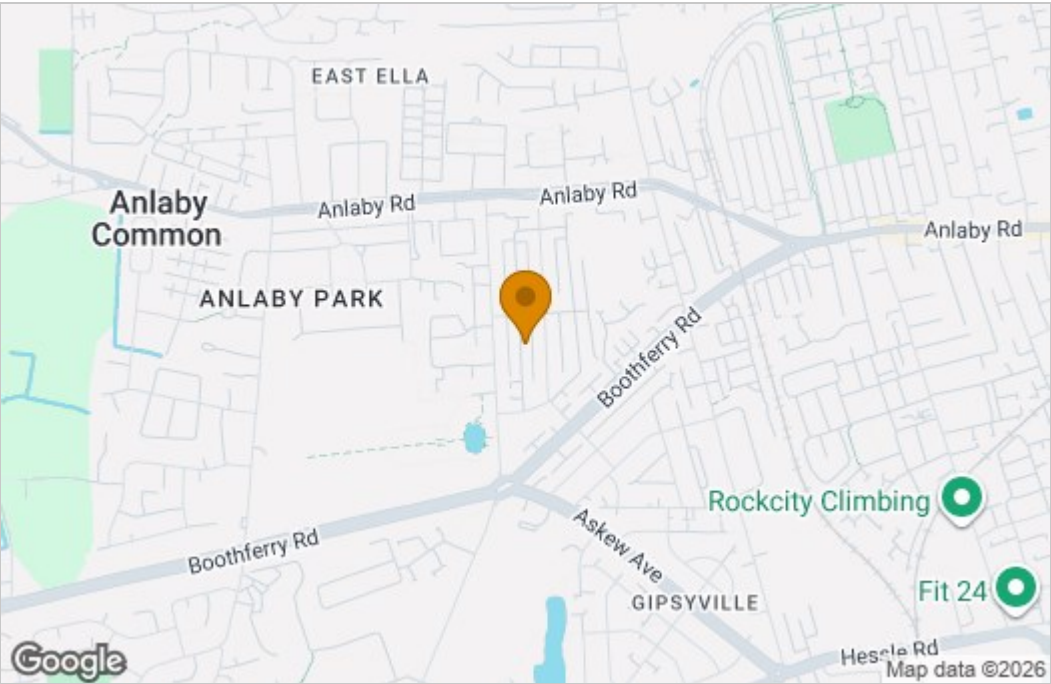 EAST ELLA
Anlaby
Common
Anlaby Rd
Anlaby Rd
Anlaby Rd
ANLABY PARK
Boothferry Rd
Rockcity Climbing
Boothferry Rd
Askew Ave
Fit 24
GIPSYVILLE
Hessle Rd
Google
Map data ©2026